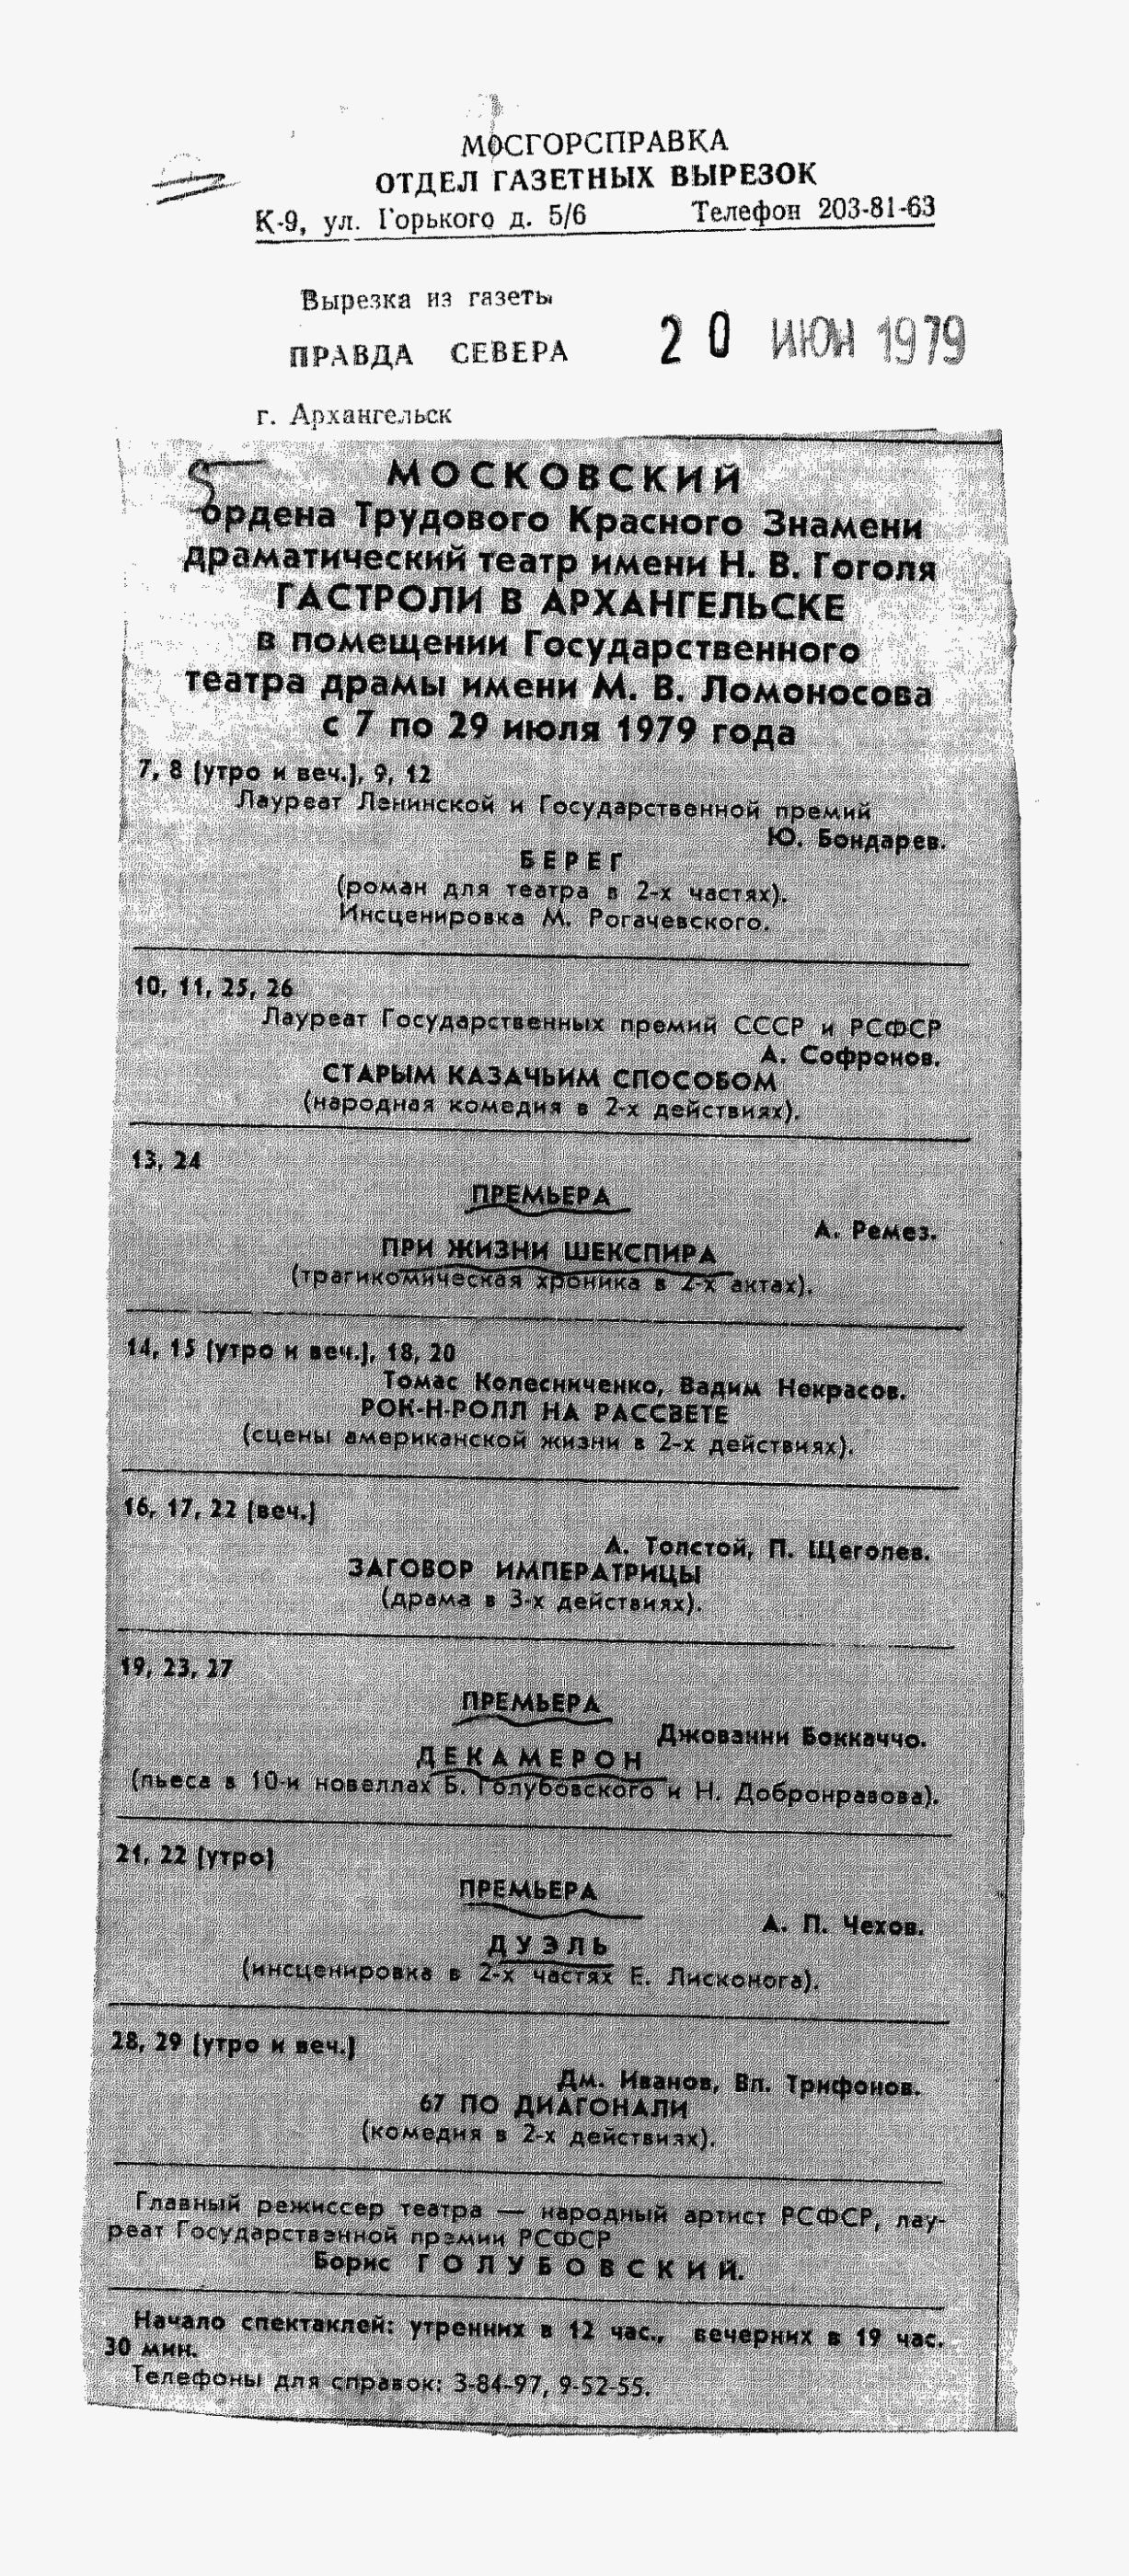 МОСГОРСПРАВКА
ОТДЕЛ ГАЗЕТНЫХ ВЫРЕЗОК
К-9, ул. Горького д. 5/6 Телефон 203-81-63
Вырезка из газеты
ПРАВДА СЕВЕРА
20 ИЮН 1979
г. Архангельск
МОСКОВСКИЙ
ордена Трудового Красного Знамени
драматический театр имени Н. В. Гоголя
ГАСТРОЛИ В АРХАНГЕЛЬСКЕ
в помещении Государственного
театра драмы имени М. В. Ломоносова
с 7 по 29 июля 1979 года
7, 8 (утро и веч.), 9, 12
Лауреат Ленинской и Государственной премий
Ю. Бондарев.
БЕРЕГ
(роман для театра в 2-х частях).
Инсценировка М. Рогачевского.
10, 11, 25, 26
Лауреат Государственных премий СССР и РСФСР
А. Софронов.
СТАРЫМ КАЗАЧЬИМ СПОСОБОМ
(народная комедия в 2-х действиях).
13, 24
ПРЕМЬЕРА
А. Ремез.
ПРИ ЖИЗНИ ШЕКСПИРА
(трагикомическая хроника в 2-х актах).
14, 15 (утро и веч.), 18, 20
Томас Колесниченко, Вадим Некрасов.
РОК-Н-РОЛЛ НА РАССВЕТЕ
(сцены американской жизни в 2-х действиях).
16, 17, 22 (веч.)
А. Толстой, П. Щеголев.
ЗАГОВОР ИМПЕРАТРИЦЫ
(драма в 3-х действиях).
19, 23, 27
ПРЕМЬЕРА
Джованни Боккаччо.
ДЕКАМЕРОН
(пьеса в 10-и новеллах Б. Голубовского и Н. Добронравова).
21, 22 (утро)
ПРЕМЬЕРА
А. П. Чехов.
ДУЭЛЬ
(инсценировка в 2-х частях Е. Лисконога).
28, 29 (утро и веч.)
Дм. Иванов, Вл. Трифонов.
67 ПО ДИАГОНАЛИ
(комедия в 2-х действиях).
Главный режиссер театра — народный артист РСФСР, лау-
реат Государственной премии РСФСР
Борис ГОЛУБОВСКИЙ.
Начало спектаклей: утренних в 12 час., вечерних в 19 час.
30 мин.
Телефоны для справок: 3-84-97, 9-52-55.